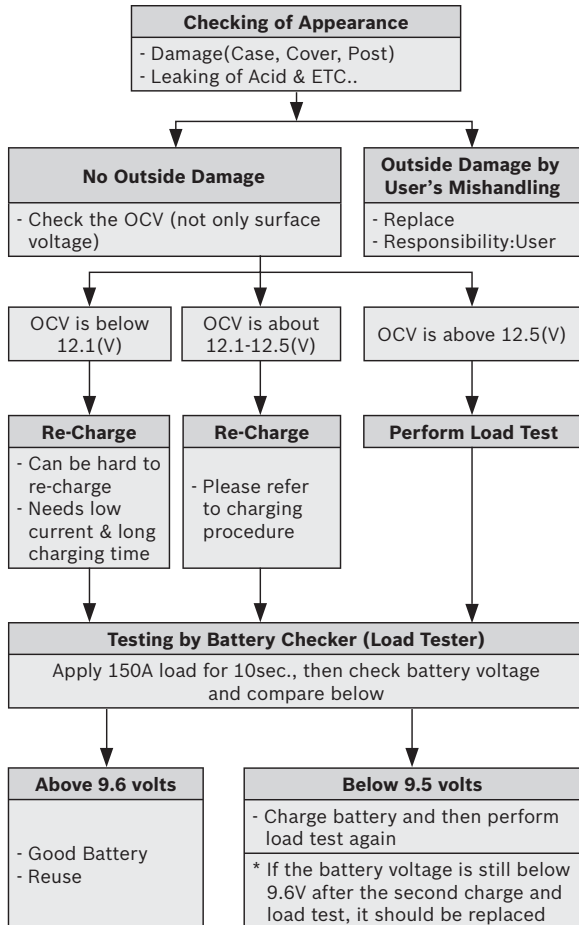 Checking of Appearance
- Damage(Case, Cover, Post)
- Leaking of Acid & ETC..
No Outside Damage
- Check the OCV (not only surface
voltage)
Outside Damage by
User's Mishandling
- Replace
- Responsibility:User
OCV is below
12.1(V)
OCV is about
12.1-12.5(V)
OCV is above 12.5(V)
Re-Charge
- Can be hard to
re-charge
- Needs low
current & long
charging time
Re-Charge
- Please refer
to charging
procedure
Perform Load Test
Testing by Battery Checker (Load Tester)
Apply 150A load for 10sec., then check battery voltage
and compare below
Above 9.6 volts
- Good Battery
- Reuse
Below 9.5 volts
- Charge battery and then perform
load test again
* If the battery voltage is still below
9.6V after the second charge and
load test, it should be replaced